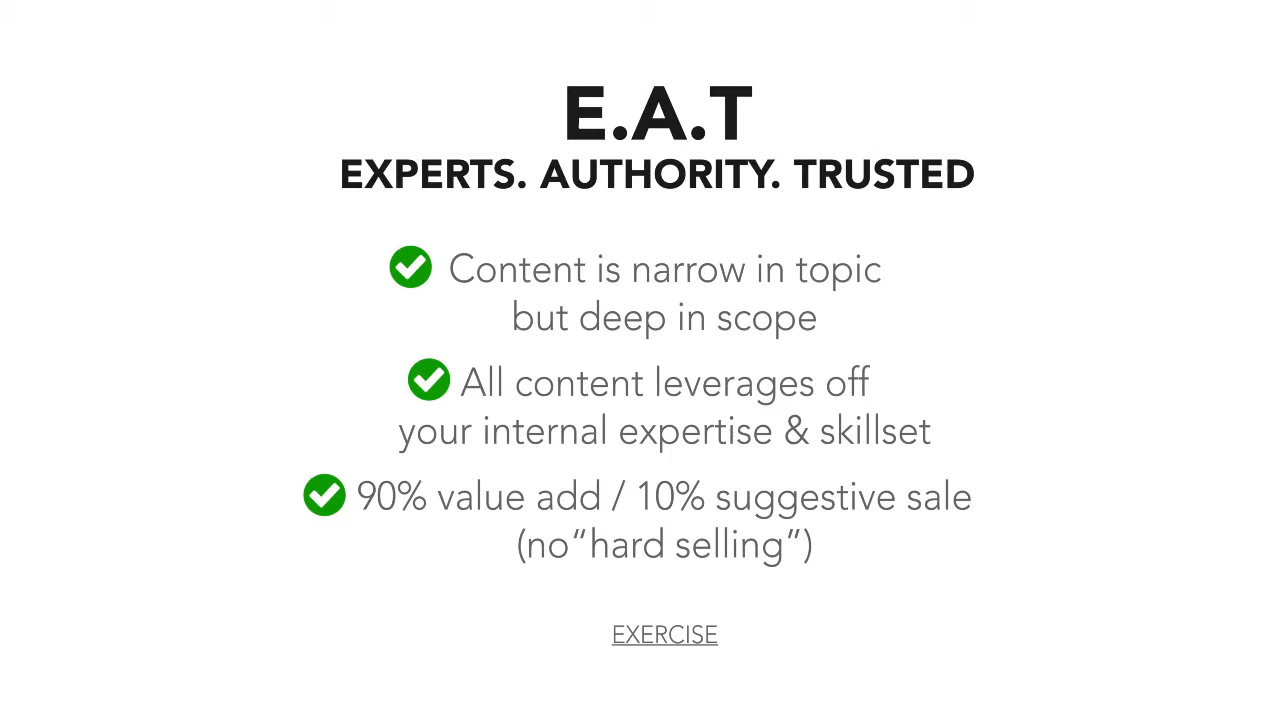 E.A.T
EXPERTS. AUTHORITY. TRUSTED
Content is narrow in topic
but deep in scope
All content leverages off
your internal expertise & skillset
90% value add / 10% suggestive sale
(no“hard selling”)
EXERCISE